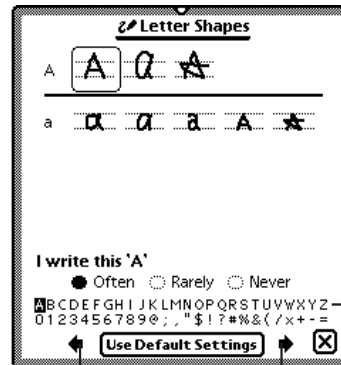 Letter Shapes
A A a A
a a a a A A
I write this 'A'
Often Rarely Never
ABCDEFGHIJKLMNOPQRSTUVWXYZ—
0123456789@;,"$!?#%&(/x+-=
Use Default Settings